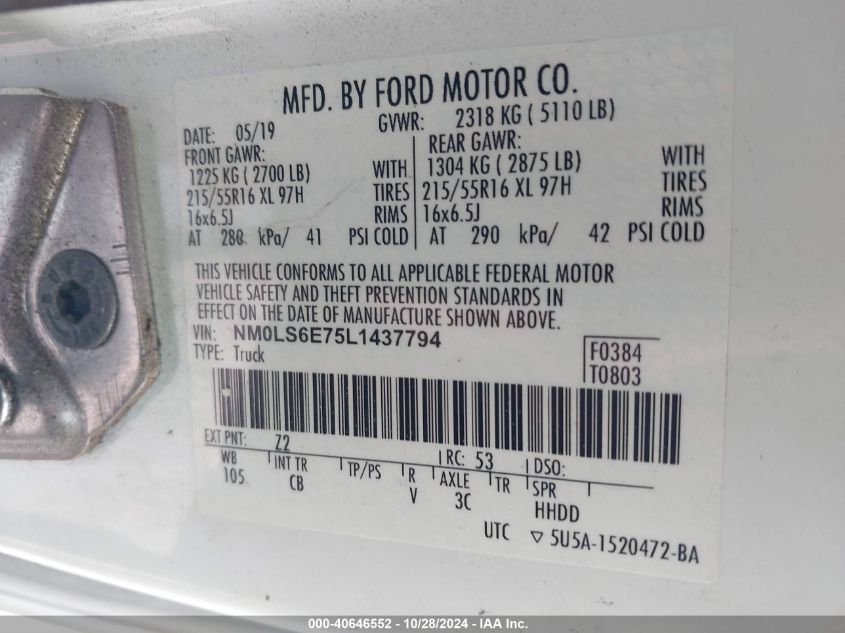 MFD. BY FORD MOTOR CO.
DATE: 05/19 GVWR: 2318 KG ( 5110 LB)
FRONT GAWR: REAR GAWR:
1225 KG ( 2700 LB) WITH 1304 KG ( 2875 LB) WITH
215/55R16 XL 97H TIRES 215/55R16 XL 97H TIRES
16x6.5J RIMS 16x6.5J RIMS
AT 280 kPa/ 41 PSI COLD AT 290 kPa/ 42 PSI COLD
THIS VEHICLE CONFORMS TO ALL APPLICABLE FEDERAL MOTOR
VEHICLE SAFETY AND THEFT PREVENTION STANDARDS IN
EFFECT ON THE DATE OF MANUFACTURE SHOWN ABOVE.
VIN: NM0LS6E75L1437794
TYPE: Truck F0384
T0803
EXT PNT: Z2 RC: 53 DSO:
WB INT TR TP/PS R AXLE TR SPR
105 CB V 3C HHDD
UTC ▽ 5U5A-1520472-BA
000-40646552 - 10/28/2024 - IAA Inc.